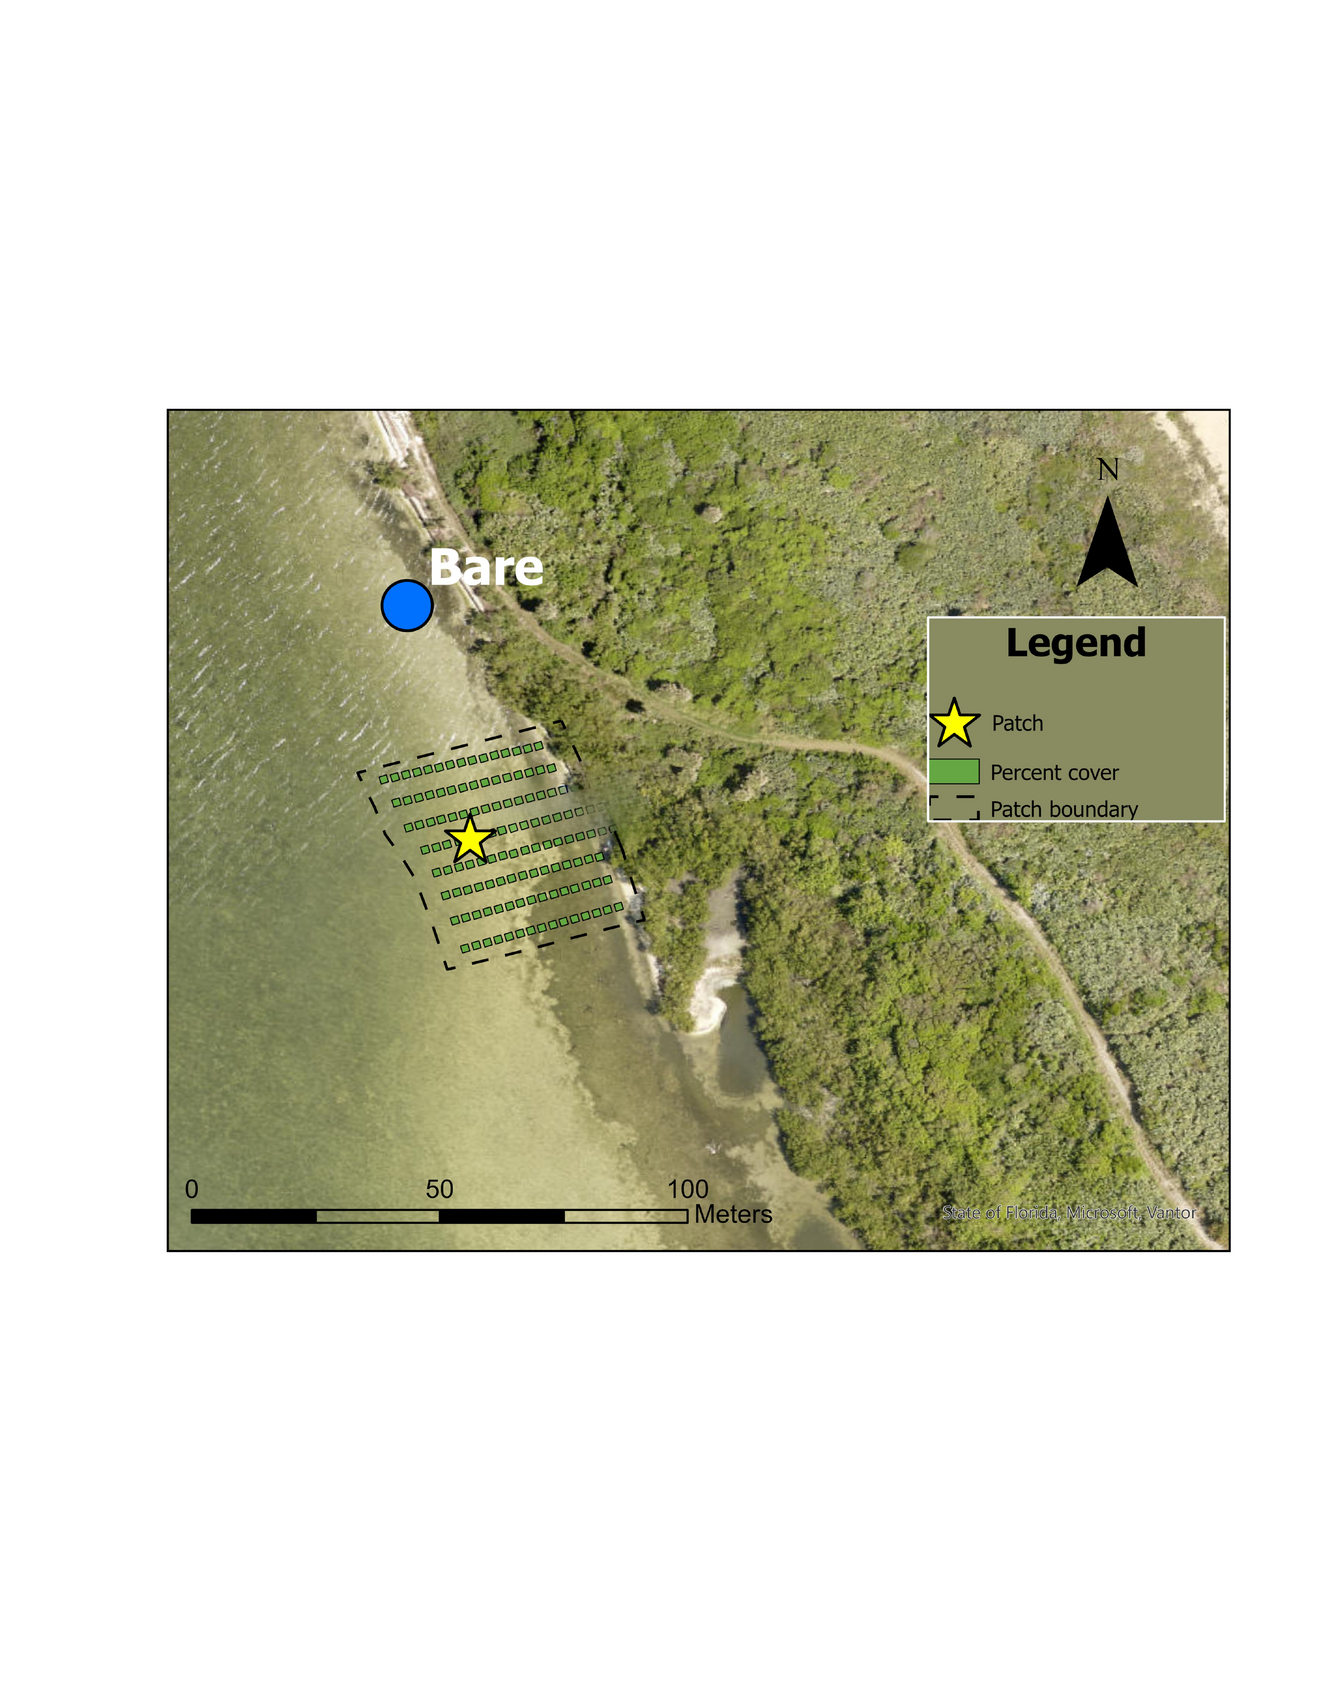 N
Bare
Legend
Patch
Percent cover
Patch boundary
0 50 100
Meters
State of Florida, Microsoft, Vantor